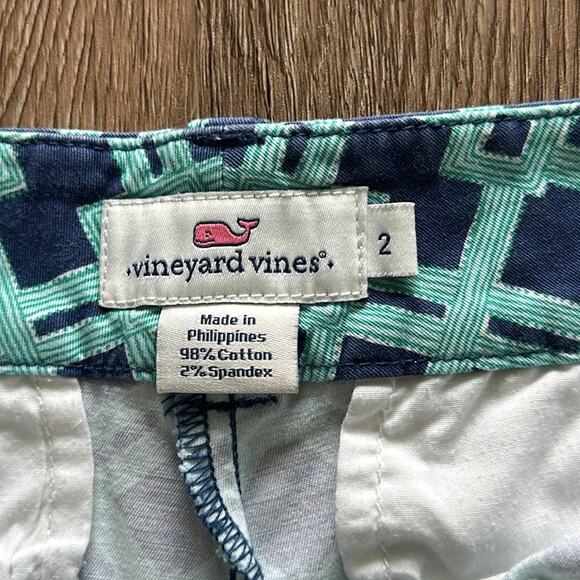 vineyard vines®
2
Made in
Philippines
98% Cotton
2% Spandex